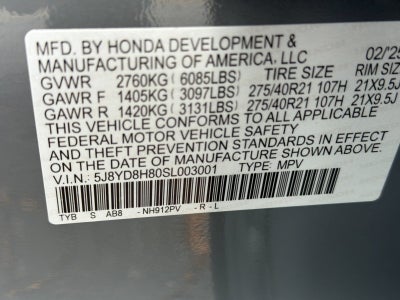 MFD. BY HONDA DEVELOPMENT &
MANUFACTURING OF AMERICA, LLC 02/'25
GVWR 2760KG (6085LBS) TIRE SIZE RIM SIZE
GAWR F 1405KG (3097LBS) 275/40R21 107H 21X9.5J
GAWR R 1420KG (3131LBS) 275/40R21 107H 21X9.5J
THIS VEHICLE CONFORMS TO ALL APPLICABLE
FEDERAL MOTOR VEHICLE SAFETY
AND THEFT PREVENTION STANDARDS IN EFFECT
ON THE DATE OF MANUFACTURE SHOWN ABOVE.
V.I.N.: 5J8YD8H80SL003001 TYPE: MPV
TYB S AB8 - NH912PV - R - L